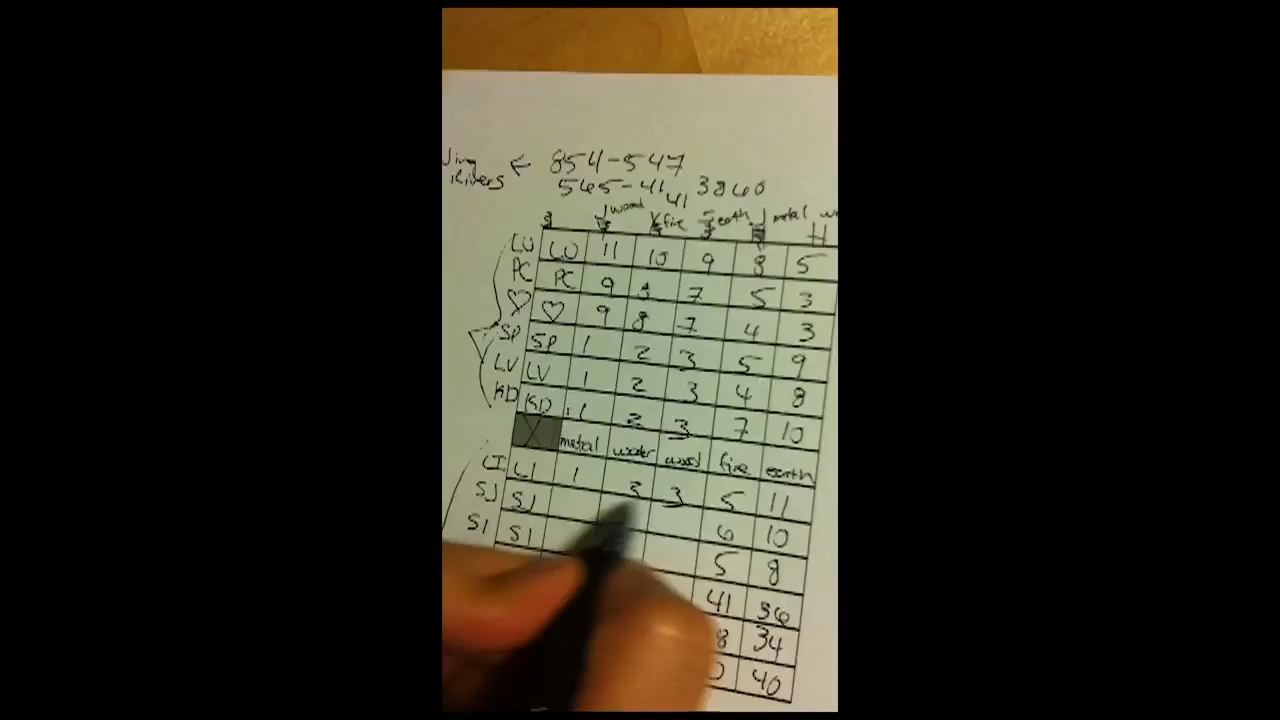 Jing ← 854-547
Rivers 565-41 41 3860
wood fire earth metal
LU LU 11 10 9 8 5
PC PC 9 8 7 5 3
♡ ♡ 9 8 7 4 3
SP SP 1 2 3 5 9
LV LV 1 2 3 4 8
KD KD 1 2 3 7 10
X metal water wood fire earth
LI LI 1 3 3 5 11
SJ SJ 6 10
SI SI 5 8
41 36
8 34
40